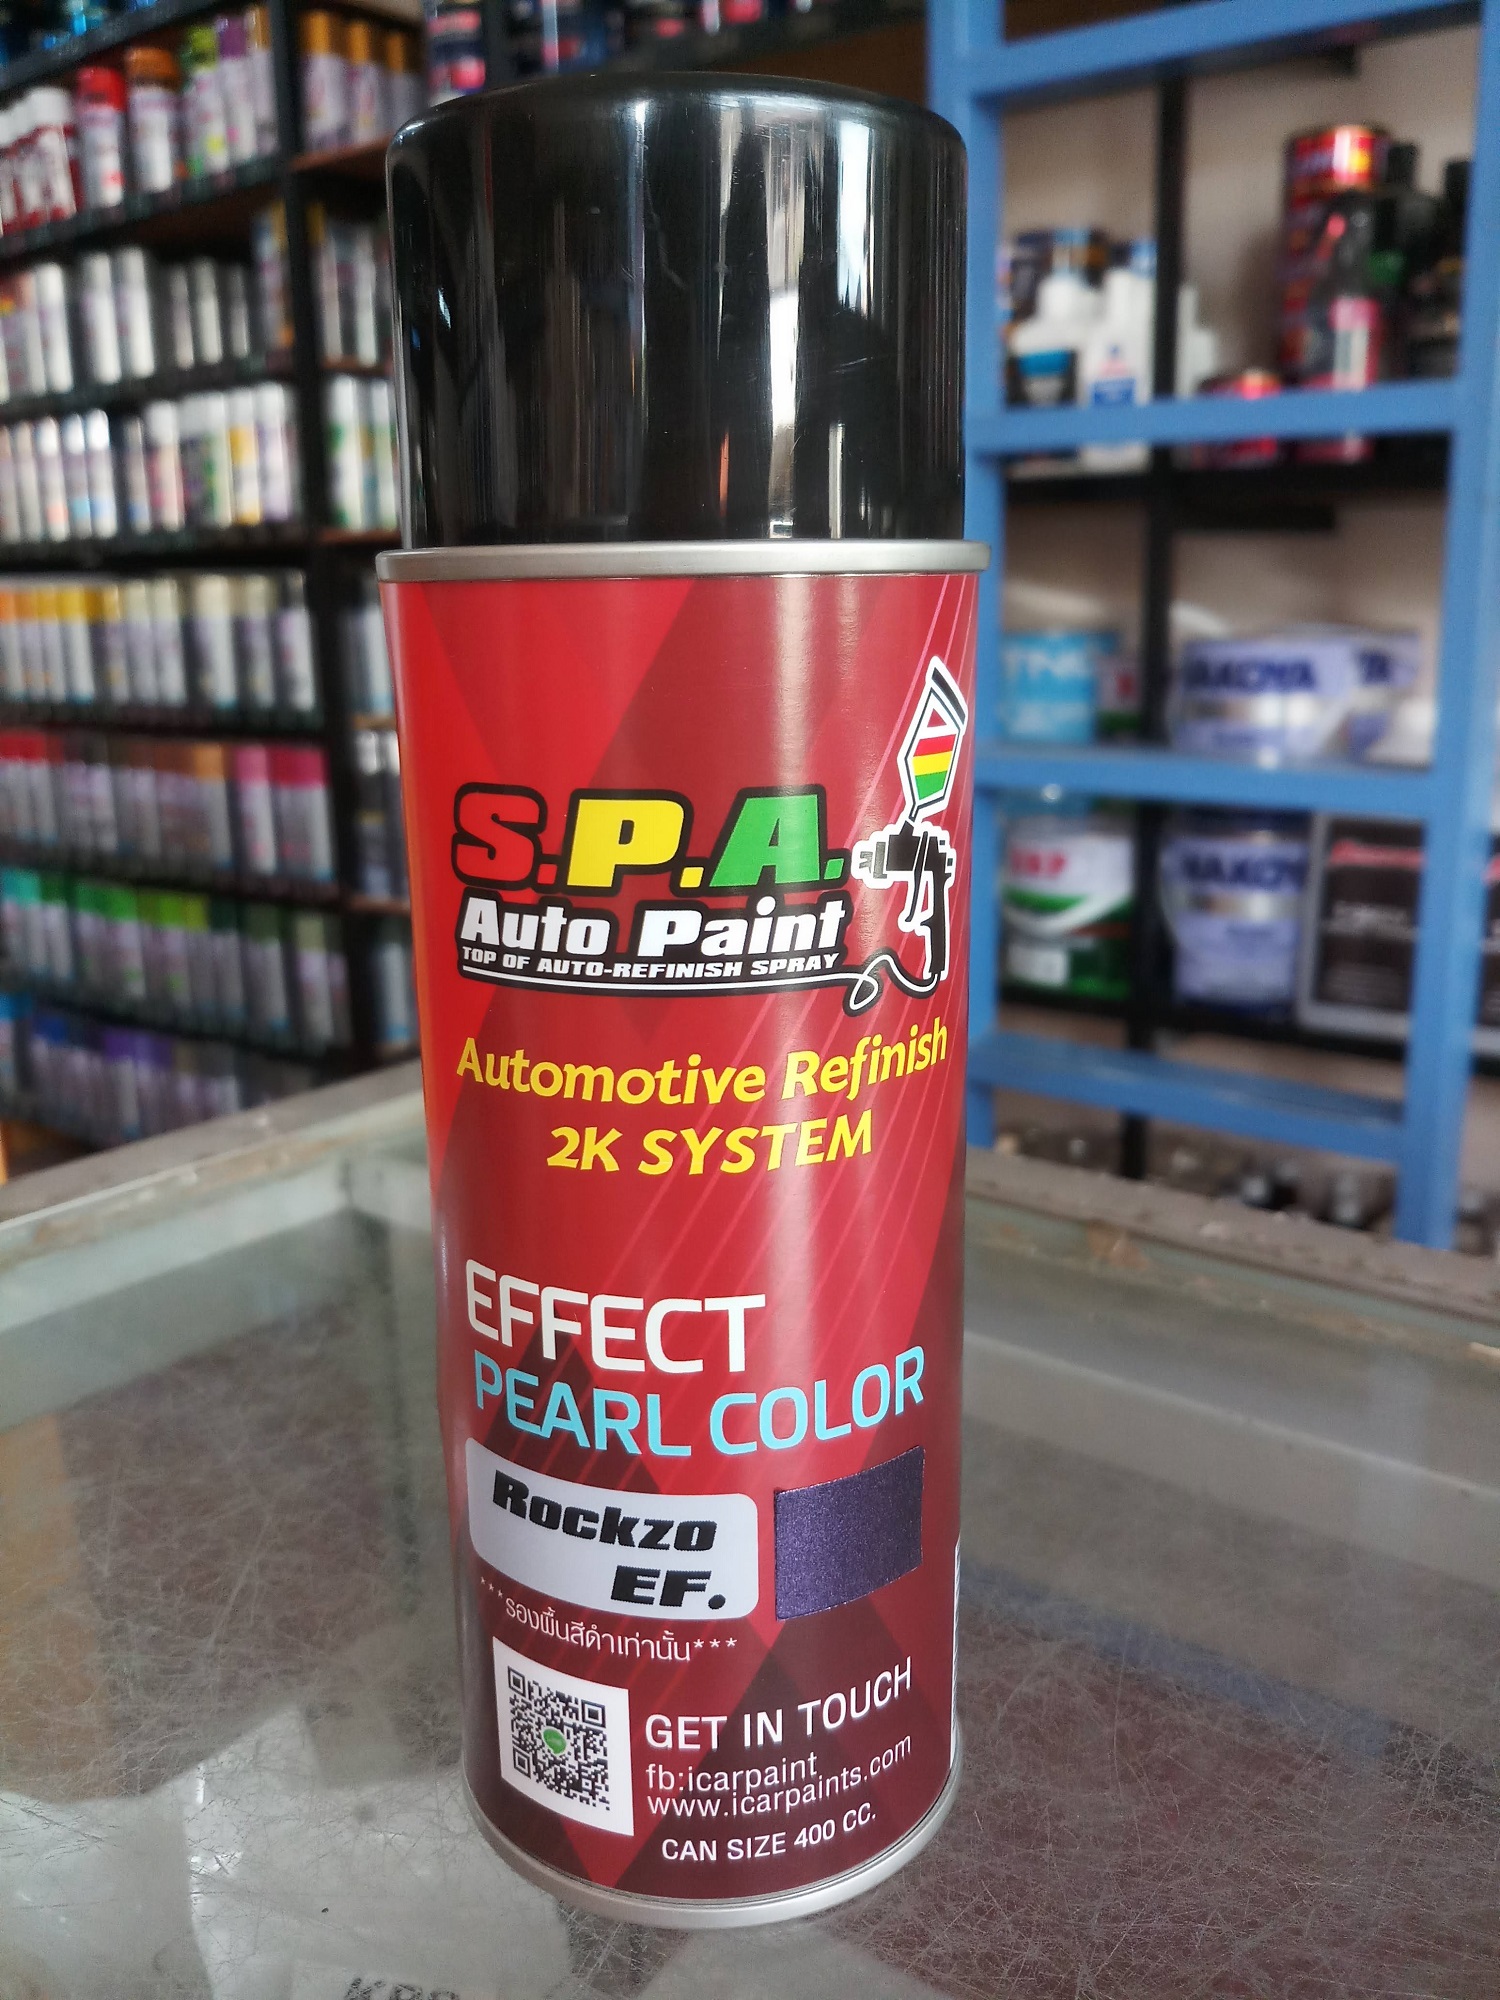 S.P.A.
Auto Paint
TOP OF AUTO-REFINISH SPRAY
Automotive Refinish
2K SYSTEM
EFFECT
PEARL COLOR
Rockzo
EF.
***รองพื้นสีดำเท่านั้น***
GET IN TOUCH
fb:icarpaint
www.icarpaints.com
CAN SIZE 400 CC.